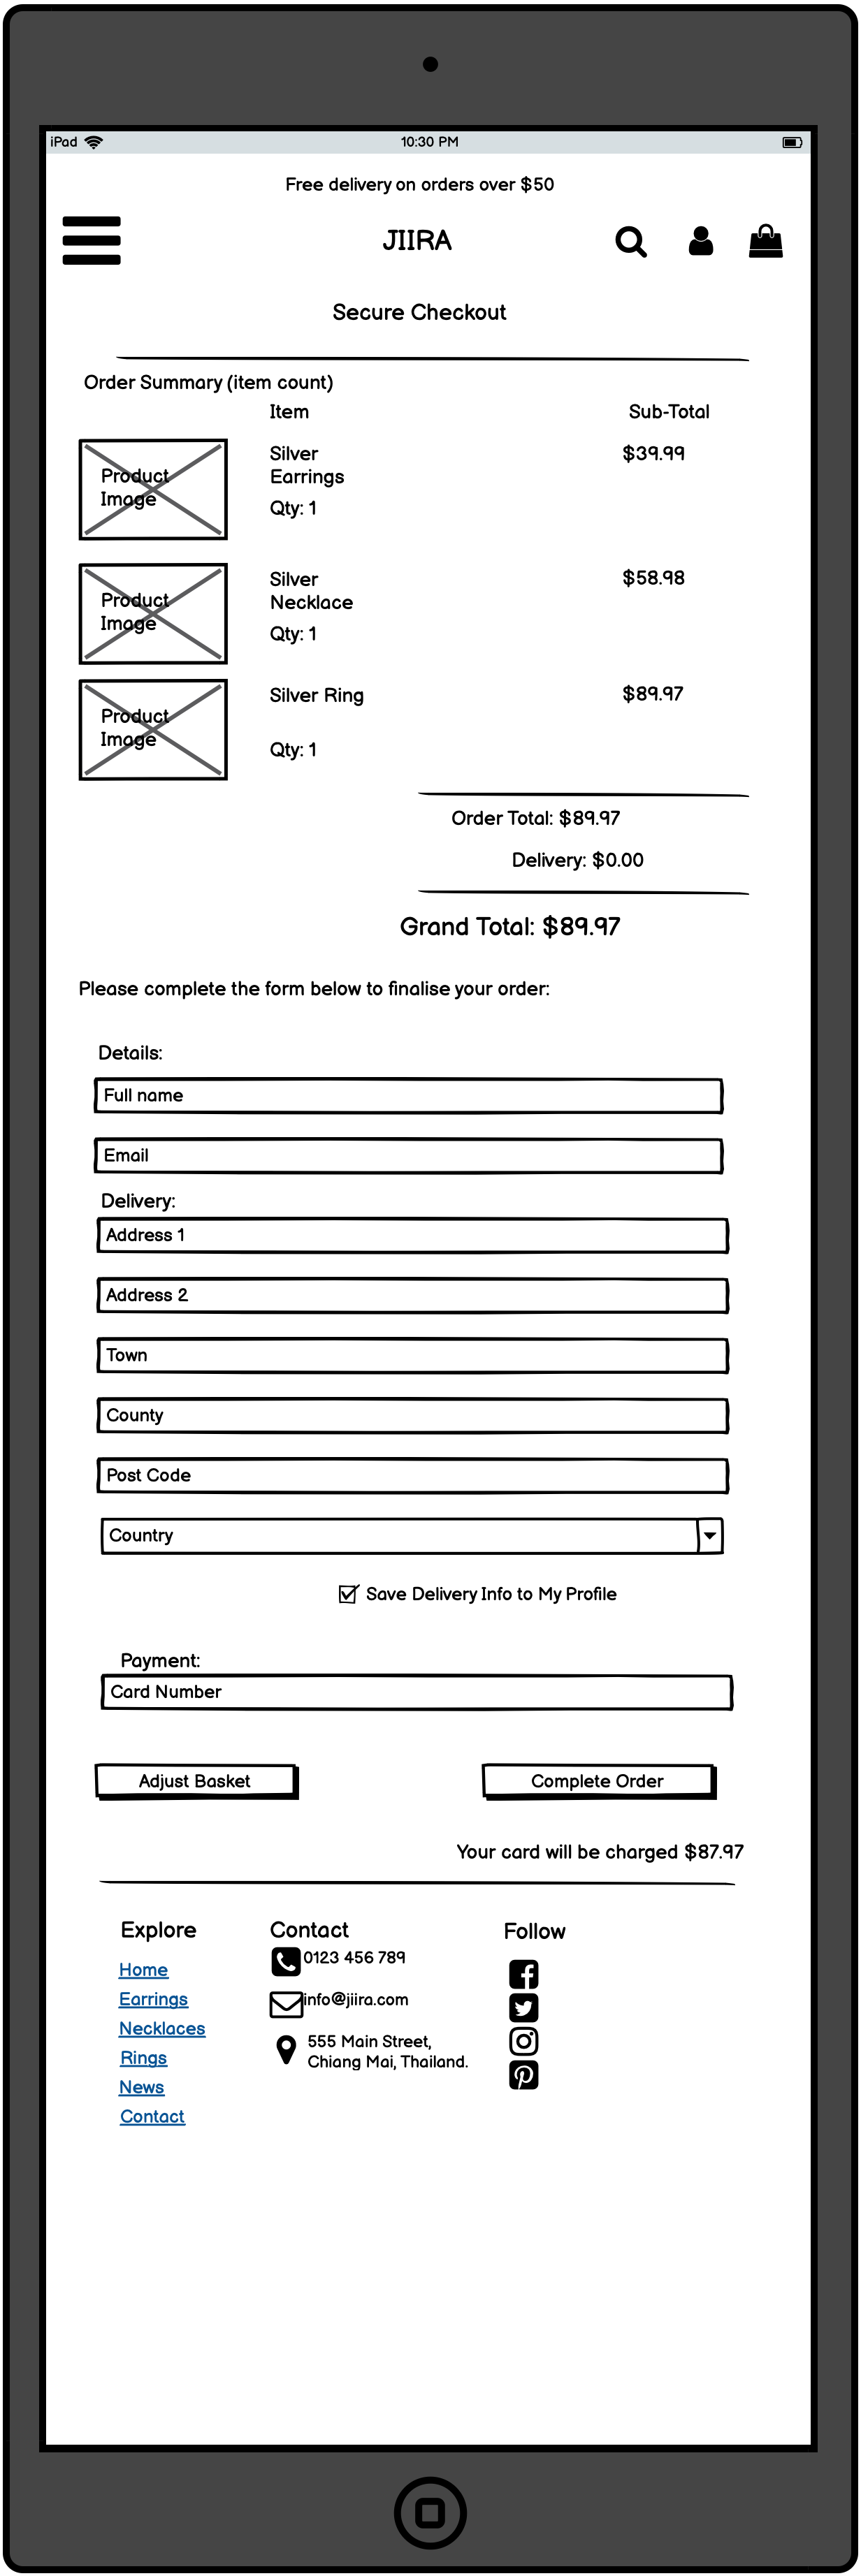 iPad
10:30 PM
Free delivery on orders over $50
JIIRA
Secure Checkout
Order Summary (item count)
Item
Sub-Total
Product
Image
Silver
Earrings
Qty: 1
$39.99
Product
Image
Silver
Necklace
Qty: 1
$58.98
Product
Image
Silver Ring
Qty: 1
$89.97
Order Total: $89.97
Delivery: $0.00
Grand Total: $89.97
Please complete the form below to finalise your order:
Details:
Full name
Email
Delivery:
Address 1
Address 2
Town
County
Post Code
Country
Save Delivery Info to My Profile
Payment:
Card Number
Adjust Basket
Complete Order
Your card will be charged $87.97
Explore
Home
Earrings
Necklaces
Rings
News
Contact
Contact
0123 456 789
info@jiira.com
555 Main Street,
Chiang Mai, Thailand.
Follow